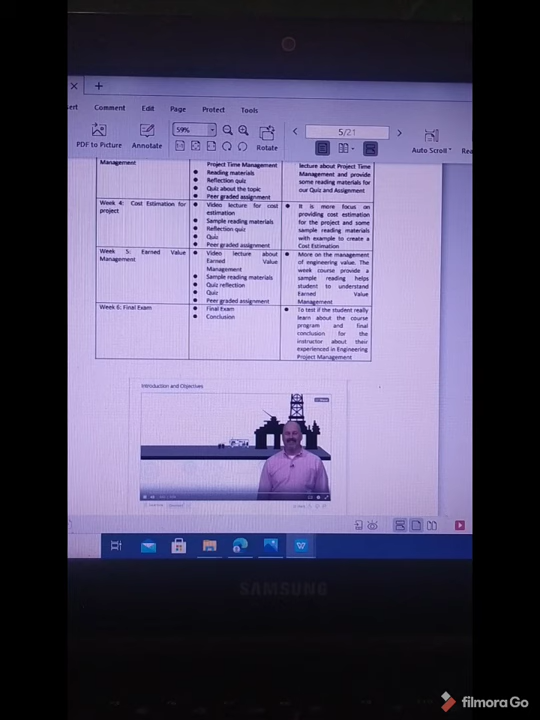 ert Comment Edit Page Protect Tools
59%
5/21
PDF to Picture Annotate Rotate Auto Scroll Rea
Management
Project Time Management
● Reading materials
● Reflection quiz
● Quiz about the topic
● Peer graded assignment
lecture about Project Time
Management and provide
some reading materials for
our Quiz and Assignment
Week 4: Cost Estimation for
project
● Video lecture for cost
estimation
● Sample reading materials
● Reflection quiz
● Quiz
● Peer graded assignment
● It is more focus on
providing cost estimation
for the project and some
sample reading materials
with example to create a
Cost Estimation
Week 5: Earned Value
Management
● Video lecture about
Earned Value
Management
● Sample reading materials
● Quiz reflection
● Quiz
● Peer graded assignment
● More on the management
of engineering value. The
week course provide a
sample reading helps
student to understand
Earned Value
Management
Week 6: Final Exam
● Final Exam
● Conclusion
● To test if the student really
learn about the course
program and final
conclusion for the
instructor about their
experienced in Engineering
Project Management
Introduction and Objectives
W
SAMSUNG
filmoraGo